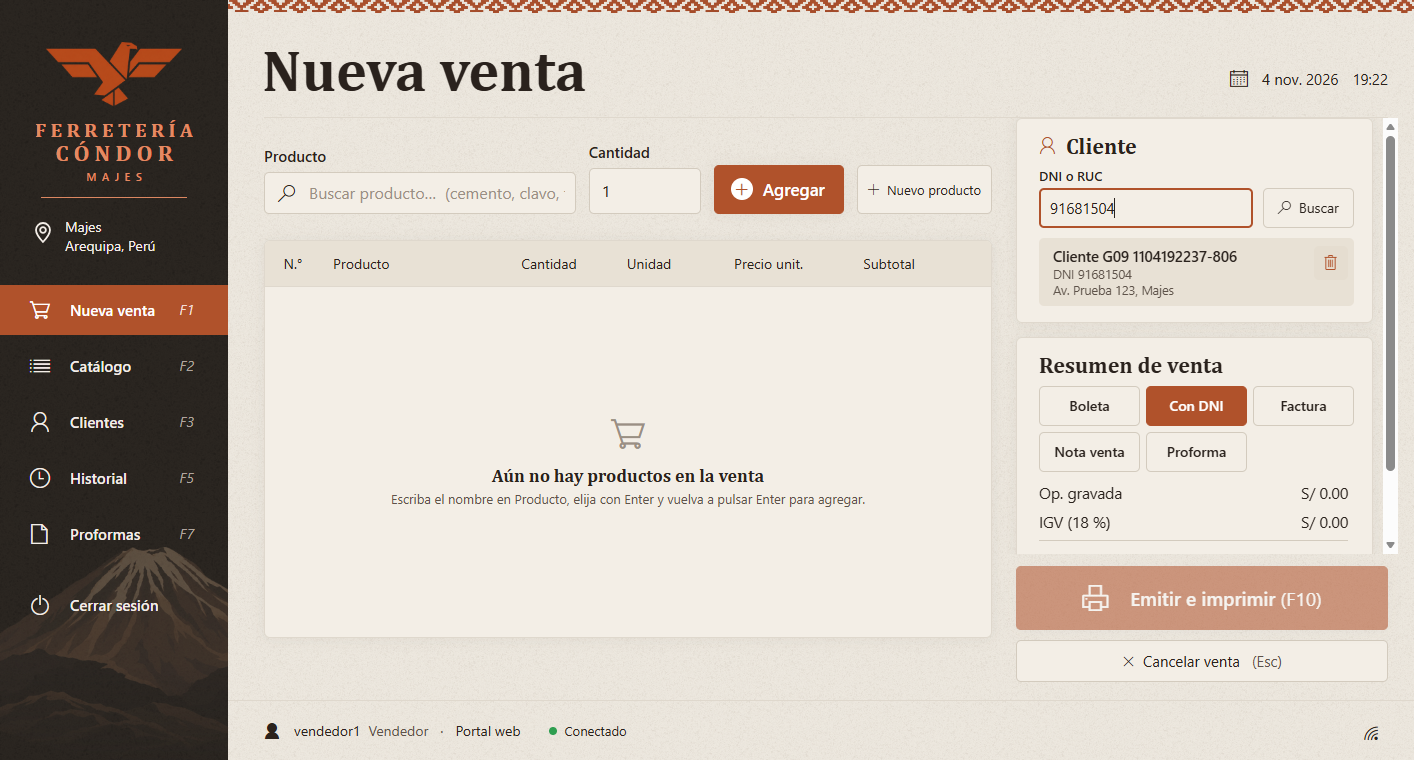 FERRETERÍA
CÓNDOR
MAJES
Majes
Arequipa, Perú
Nueva venta F1
Catálogo F2
Clientes F3
Historial F5
Proformas F7
Cerrar sesión
Nueva venta
4 nov. 2026 19:22
Producto
Cantidad
Buscar producto... (cemento, clavo,
1
Agregar
Nuevo producto
N.° Producto Cantidad Unidad Precio unit. Subtotal
Aún no hay productos en la venta
Escriba el nombre en Producto, elija con Enter y vuelva a pulsar Enter para agregar.
Cliente
DNI o RUC
91681504
Buscar
Cliente G09 1104192237-806
DNI 91681504
Av. Prueba 123, Majes
Resumen de venta
Boleta Con DNI Factura
Nota venta Proforma
Op. gravada S/ 0.00
IGV (18 %) S/ 0.00
Emitir e imprimir (F10)
Cancelar venta (Esc)
vendedor1 Vendedor · Portal web Conectado